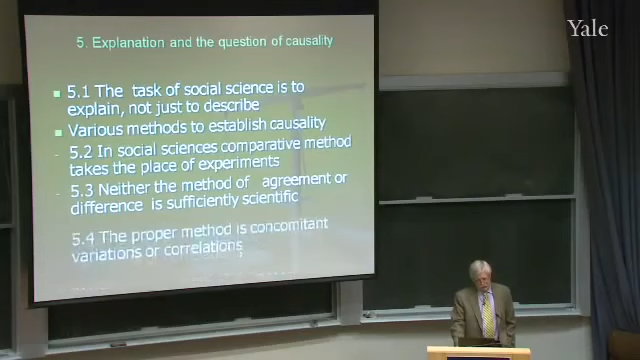 Yale
5. Explanation and the question of causality
5.1 The task of social science is to
explain, not just to describe
Various methods to establish causality
- 5.2 In social sciences comparative method
takes the place of experiments
- 5.3 Neither the method of agreement or
difference is sufficiently scientific
5.4 The proper method is concomitant
variations or correlations